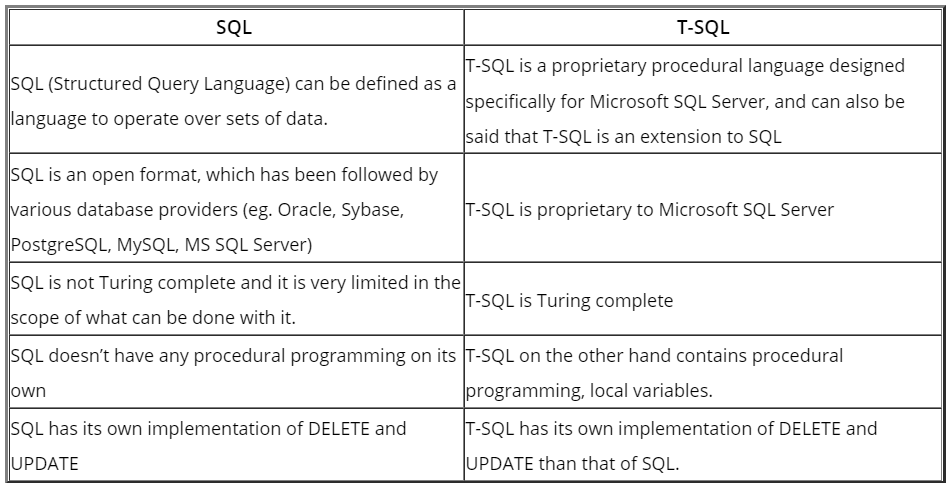 SQL
T-SQL
SQL (Structured Query Language) can be defined as a
language to operate over sets of data.
T-SQL is a proprietary procedural language designed
specifically for Microsoft SQL Server, and can also be
said that T-SQL is an extension to SQL
SQL is an open format, which has been followed by
various database providers (eg. Oracle, Sybase,
PostgreSQL, MySQL, MS SQL Server)
T-SQL is proprietary to Microsoft SQL Server
SQL is not Turing complete and it is very limited in the
scope of what can be done with it.
T-SQL is Turing complete
SQL doesn’t have any procedural programming on its
own
T-SQL on the other hand contains procedural
programming, local variables.
SQL has its own implementation of DELETE and
UPDATE
T-SQL has its own implementation of DELETE and
UPDATE than that of SQL.